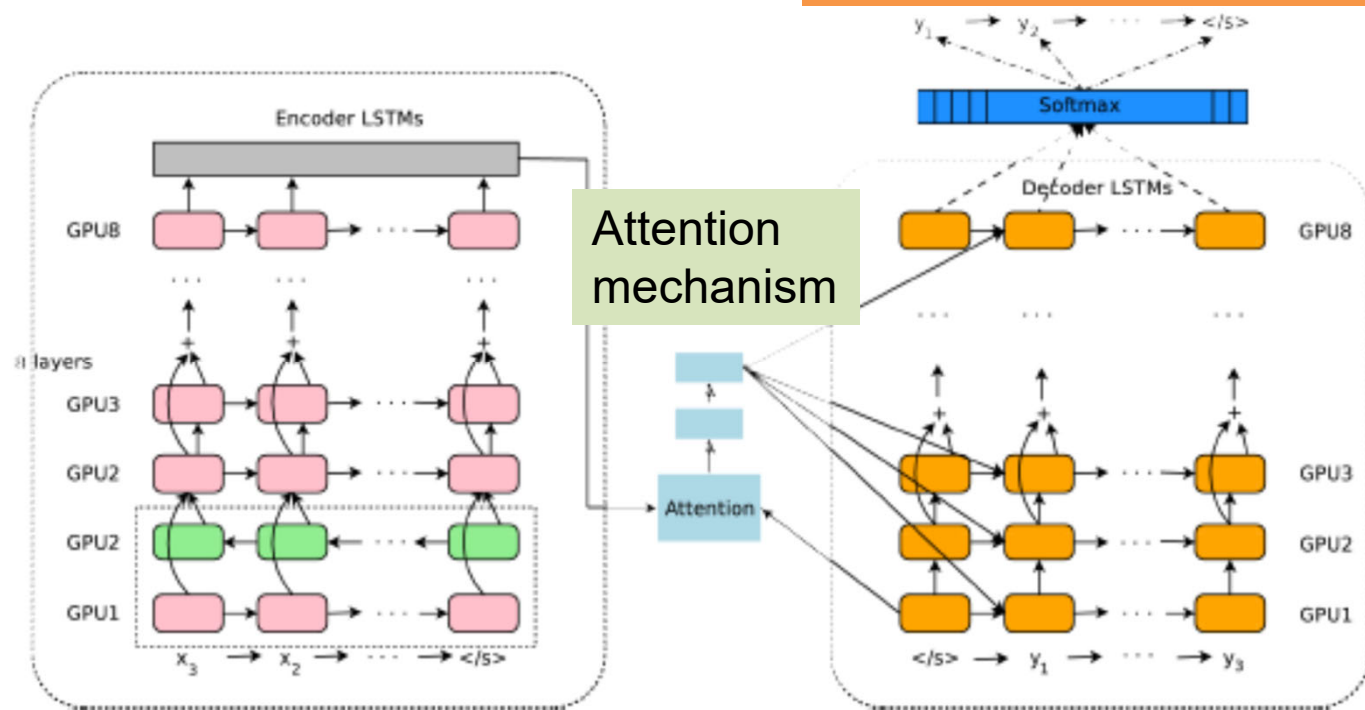 y1 → y2 → ··· → </s>
Softmax
Encoder LSTMs
Decoder LSTMs
GPU8
Attention
mechanism
GPU8
··· ··· ···
··· ··· ···
+ + +
8 layers
GPU3
+ + +
GPU2
GPU3
Attention
GPU2
GPU2
GPU1
GPU1
x3 → x2 → ··· → </s>
</s> → y1 → ··· → y3